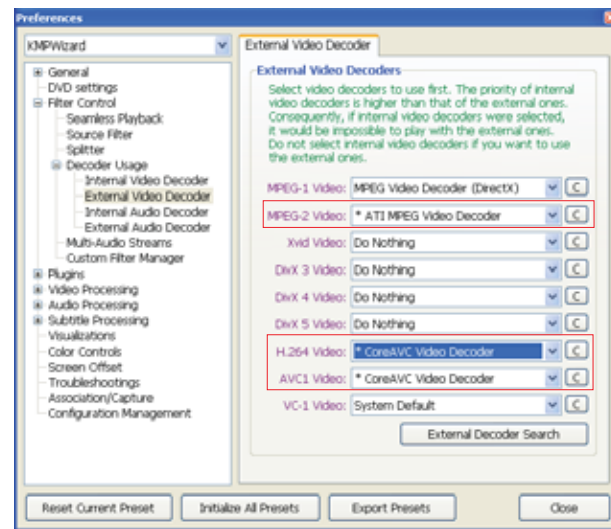 Preferences
KMPWizard
General
DVD settings
Filter Control
Seamless Playback
Source Filter
Splitter
Decoder Usage
Internal Video Decoder
External Video Decoder
Internal Audio Decoder
External Audio Decoder
Multi-Audio Streams
Custom Filter Manager
Plugins
Video Processing
Audio Processing
Subtitle Processing
Visualizations
Color Controls
Screen Offset
Troubleshootings
Association/Capture
Configuration Management
External Video Decoder
External Video Decoders
Select video decoders to use first. The priority of internal
video decoders is higher than that of the external ones.
Consequently, if internal video decoders were selected,
it would be impossible to play with the external ones.
Do not select internal video decoders if you want to use
the external ones.
MPEG-1 Video: MPEG Video Decoder (DirectX) C
MPEG-2 Video: * ATI MPEG Video Decoder C
Xvid Video: Do Nothing C
DivX 3 Video: Do Nothing C
DivX 4 Video: Do Nothing C
DivX 5 Video: Do Nothing C
H.264 Video: * CoreAVC Video Decoder C
AVC1 Video: * CoreAVC Video Decoder C
VC-1 Video: System Default C
External Decoder Search
Reset Current Preset Initialize All Presets Export Presets Close